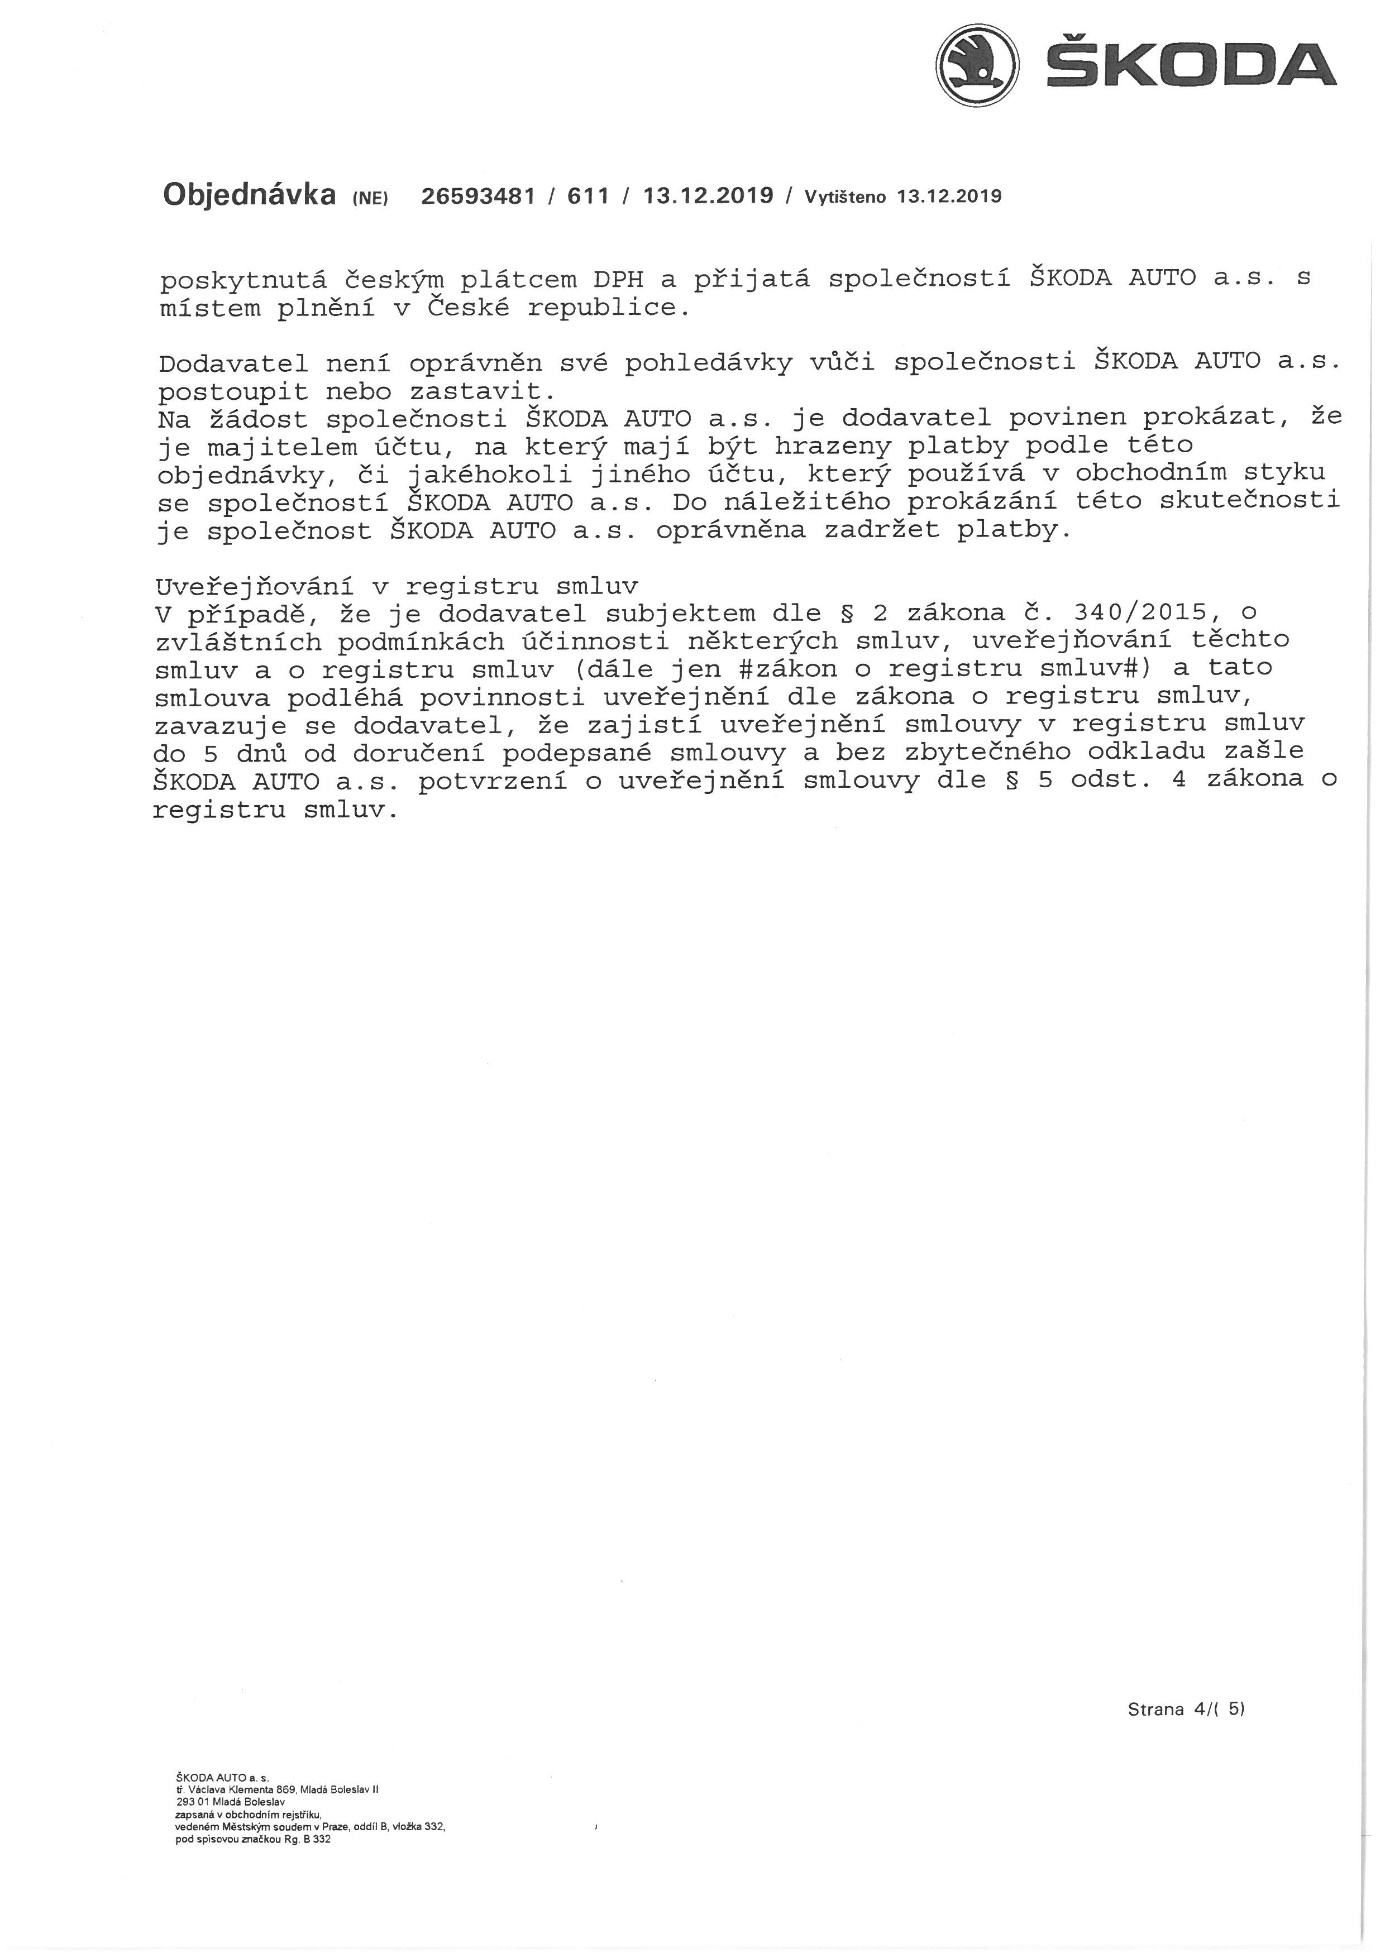 ŠKODA
Objednávka (NE) 26593481 / 611 / 13.12.2019 / Vytištěno 13.12.2019
poskytnutá českým plátcem DPH a přijatá společností ŠKODA AUTO a.s. s
místem plnění v České republice.
Dodavatel není oprávněn své pohledávky vůči společnosti ŠKODA AUTO a.s.
postoupit nebo zastavit.
Na žádost společnosti ŠKODA AUTO a.s. je dodavatel povinen prokázat, že
je majitelem účtu, na který mají být hrazeny platby podle této
objednávky, či jakéhokoli jiného účtu, který používá v obchodním styku
se společností ŠKODA AUTO a.s. Do náležitého prokázání této skutečnosti
je společnost ŠKODA AUTO a.s. oprávněna zadržet platby.
Uveřejňování v registru smluv
V případě, že je dodavatel subjektem dle § 2 zákona č. 340/2015, o
zvláštních podmínkách účinnosti některých smluv, uveřejňování těchto
smluv a o registru smluv (dále jen #zákon o registru smluv#) a tato
smlouva podléhá povinnosti uveřejnění dle zákona o registru smluv,
zavazuje se dodavatel, že zajistí uveřejnění smlouvy v registru smluv
do 5 dnů od doručení podepsané smlouvy a bez zbytečného odkladu zašle
ŠKODA AUTO a.s. potvrzení o uveřejnění smlouvy dle § 5 odst. 4 zákona o
registru smluv.
Strana 4/( 5)
ŠKODA AUTO a. s.
tř. Václava Klementa 869, Mladá Boleslav II
293 01 Mladá Boleslav
zapsaná v obchodním rejstříku,
vedeném Městským soudem v Praze, oddíl B, vložka 332,
pod spisovou značkou Rg. B 332